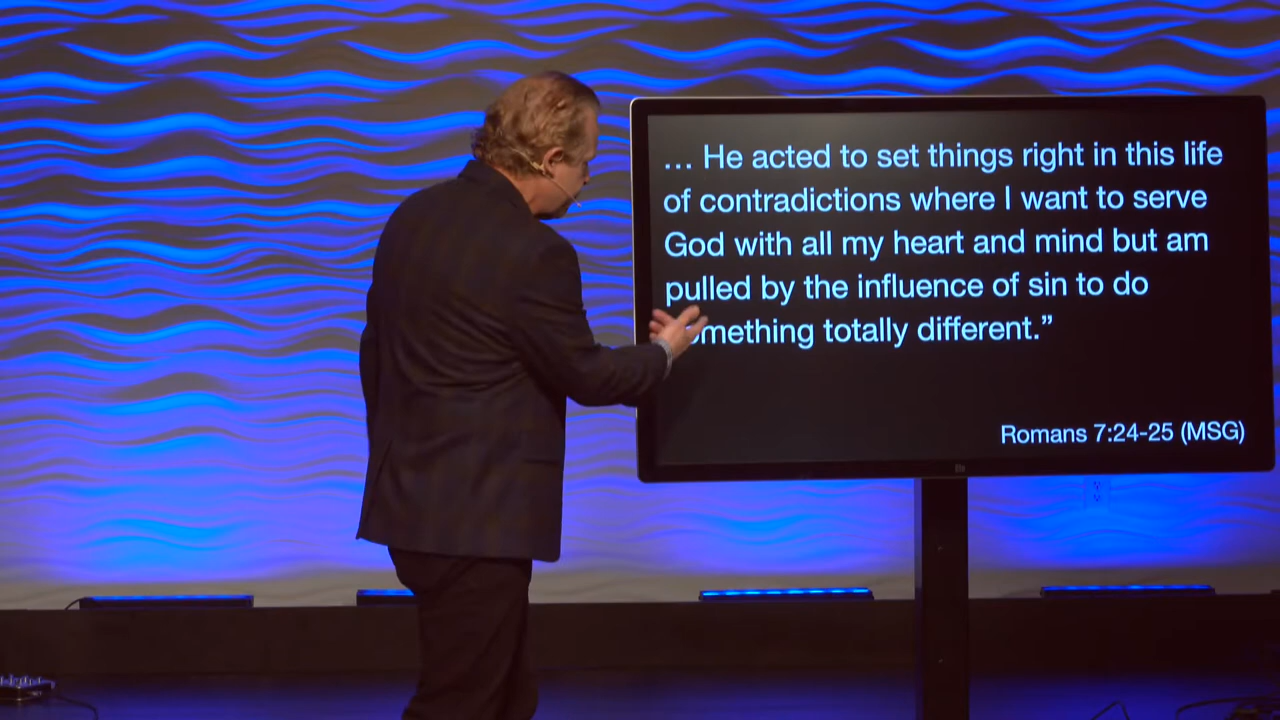 ... He acted to set things right in this life
of contradictions where I want to serve
God with all my heart and mind but am
pulled by the influence of sin to do
omething totally different.”
Romans 7:24-25 (MSG)
elo